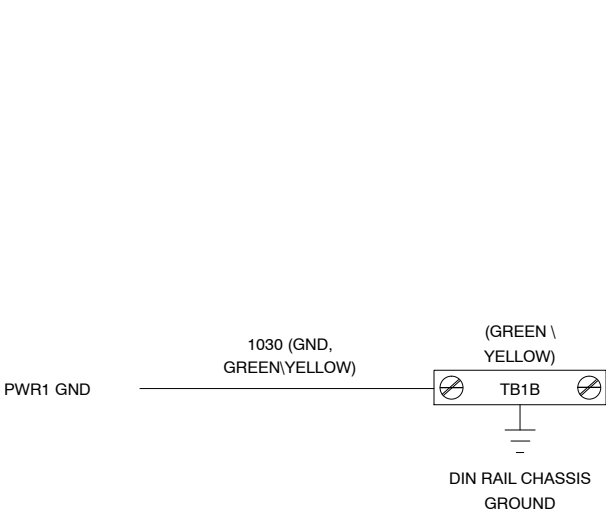 (GREEN \
YELLOW)
1030 (GND,
GREEN\YELLOW)
PWR1 GND
TB1B
DIN RAIL CHASSIS
GROUND